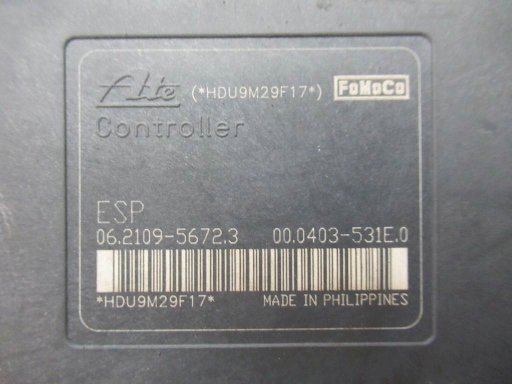 Ate (*HDU9M29F17*) FoMoCo
Controller
ESP
06.2109-5672.3 00.0403-531E.0
*HDU9M29F17* MADE IN PHILIPPINES